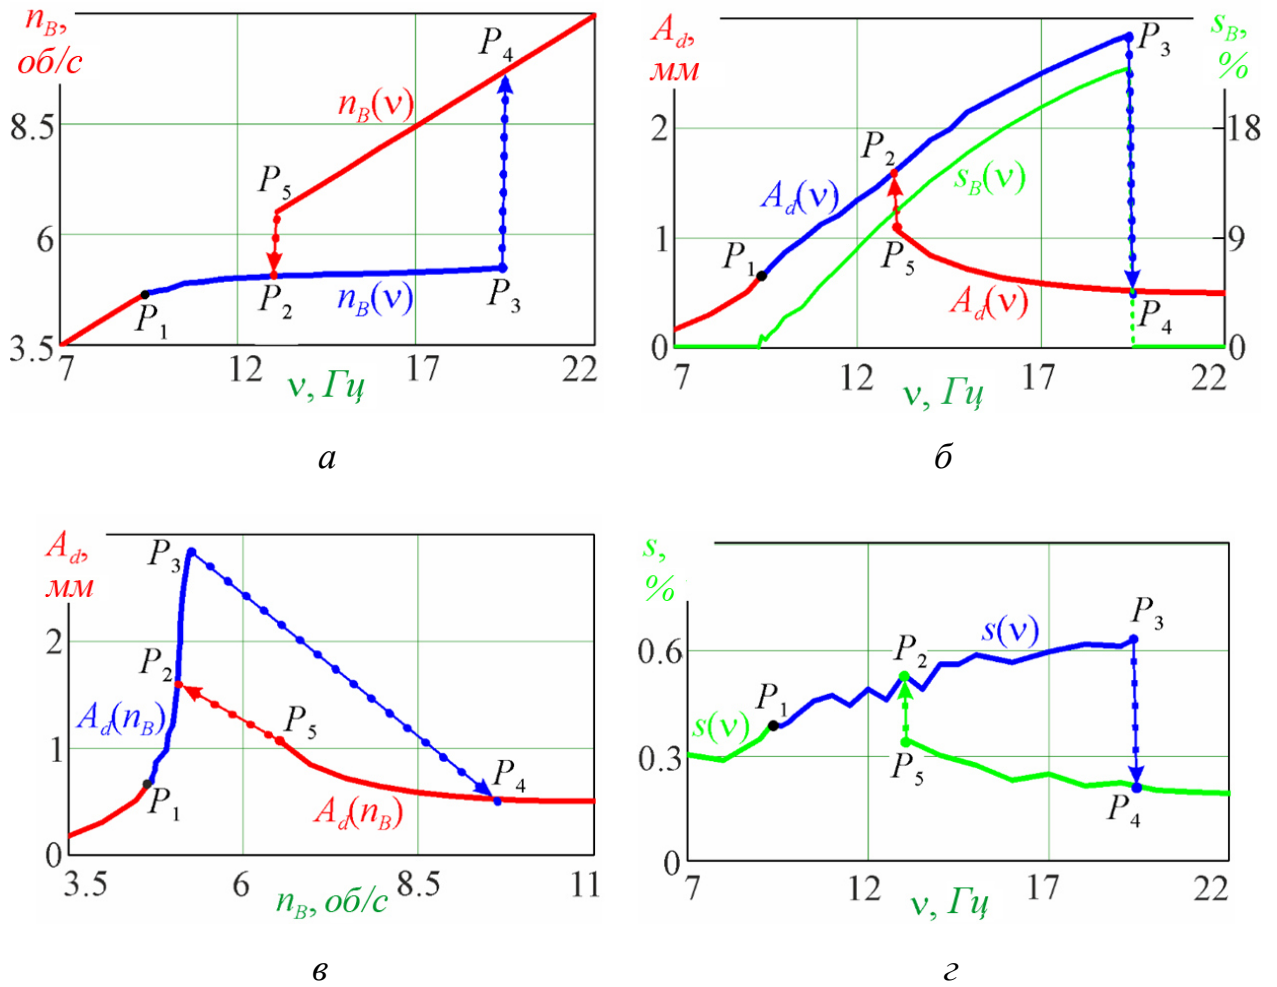 n_B,
об/с
8.5
6
3.5
n_B(ν)
P_4
P_5
P_1
P_2
n_B(ν)
P_3
7 12 17 22
ν, Гц
а
A_d,
мм
2
1
0
s_B,
%
18
9
0
P_3
P_2
A_d(ν)
s_B(ν)
P_1
P_5
A_d(ν)
P_4
7 12 17 22
ν, Гц
б
A_d,
мм
2
1
0
P_3
P_2
A_d(n_B)
P_5
P_1
A_d(n_B)
P_4
3.5 6 8.5 11
n_B, об/с
в
s,
%
0.6
0.3
0
P_3
s(ν)
P_2
P_1
s(ν)
P_5
P_4
7 12 17 22
ν, Гц
г